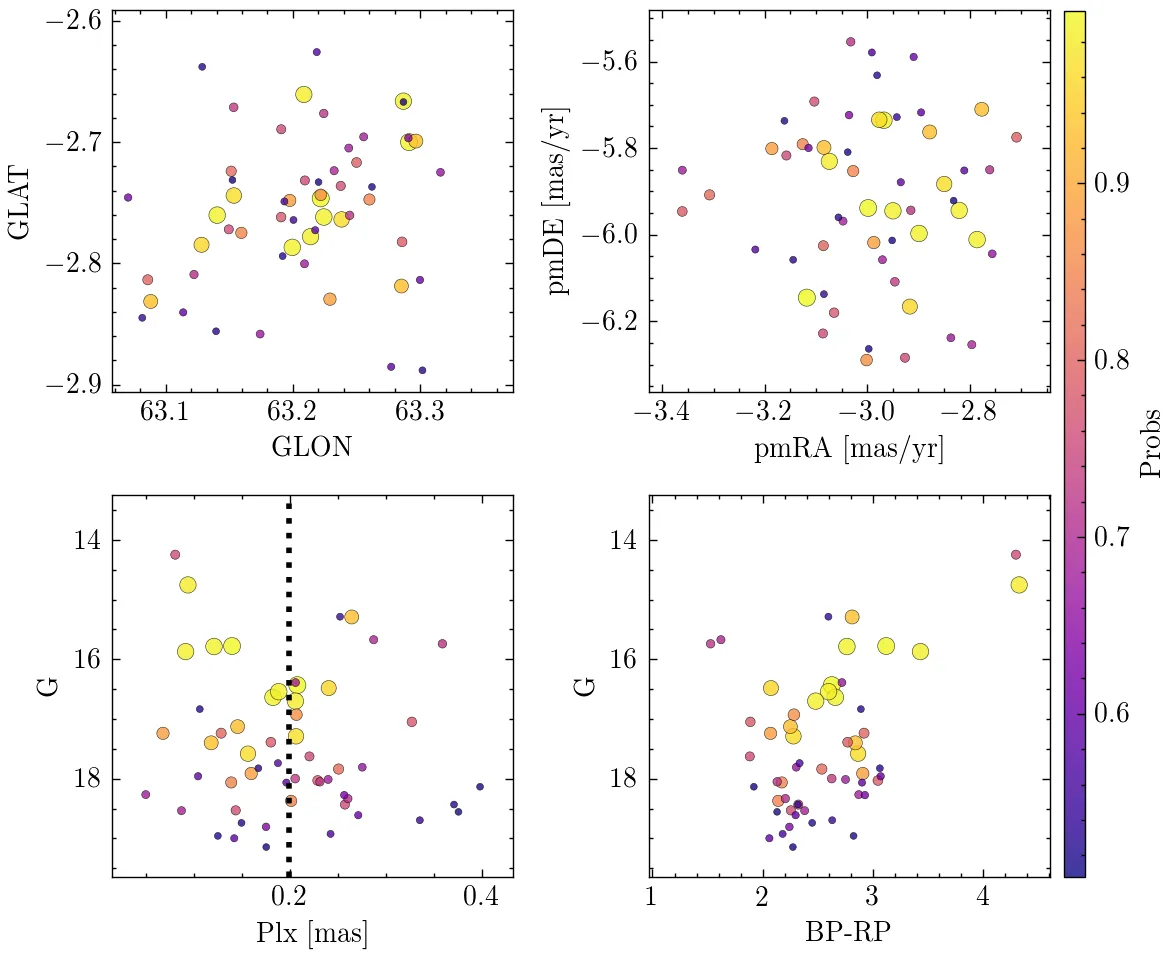 −2.6
−2.7
−2.8
−2.9
GLAT
63.1 63.2 63.3
GLON
−5.6
−5.8
−6.0
−6.2
pmDE [mas/yr]
−3.4 −3.2 −3.0 −2.8
pmRA [mas/yr]
14
16
18
G
0.2 0.4
Plx [mas]
14
16
18
G
1 2 3 4
BP-RP
0.9
0.8
0.7
0.6
Probs